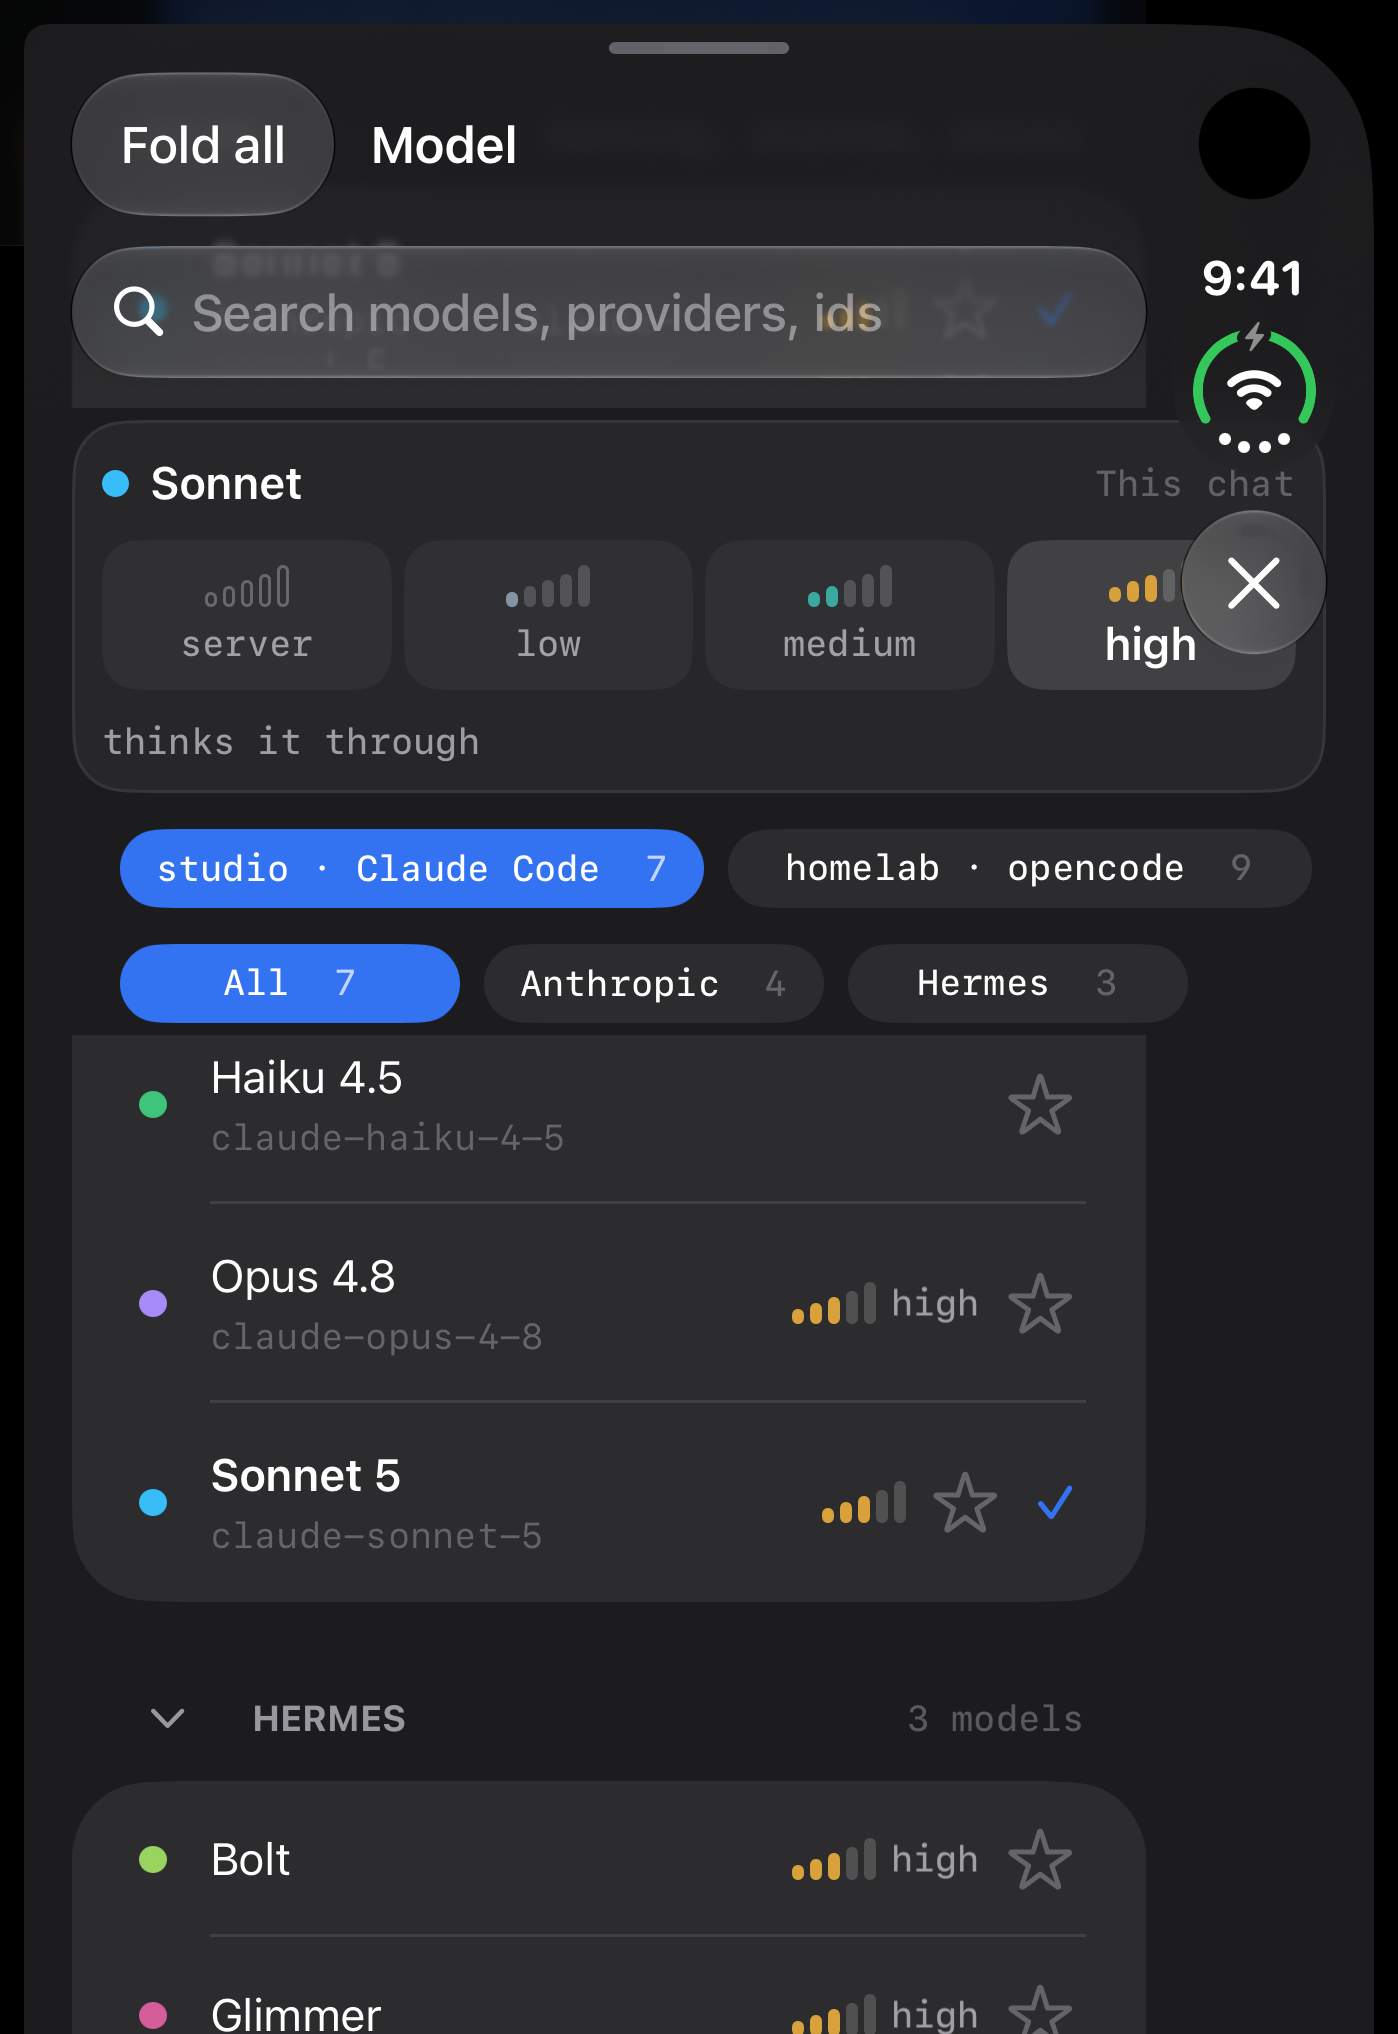 Fold all
Model
9:41
Search models, providers, ids
Sonnet
This chat
server
low
medium
high
thinks it through
studio · Claude Code 7
homelab · opencode 9
All 7
Anthropic 4
Hermes 3
Haiku 4.5
claude-haiku-4-5
Opus 4.8
claude-opus-4-8
high
Sonnet 5
claude-sonnet-5
HERMES
3 models
Bolt
high
Glimmer
high